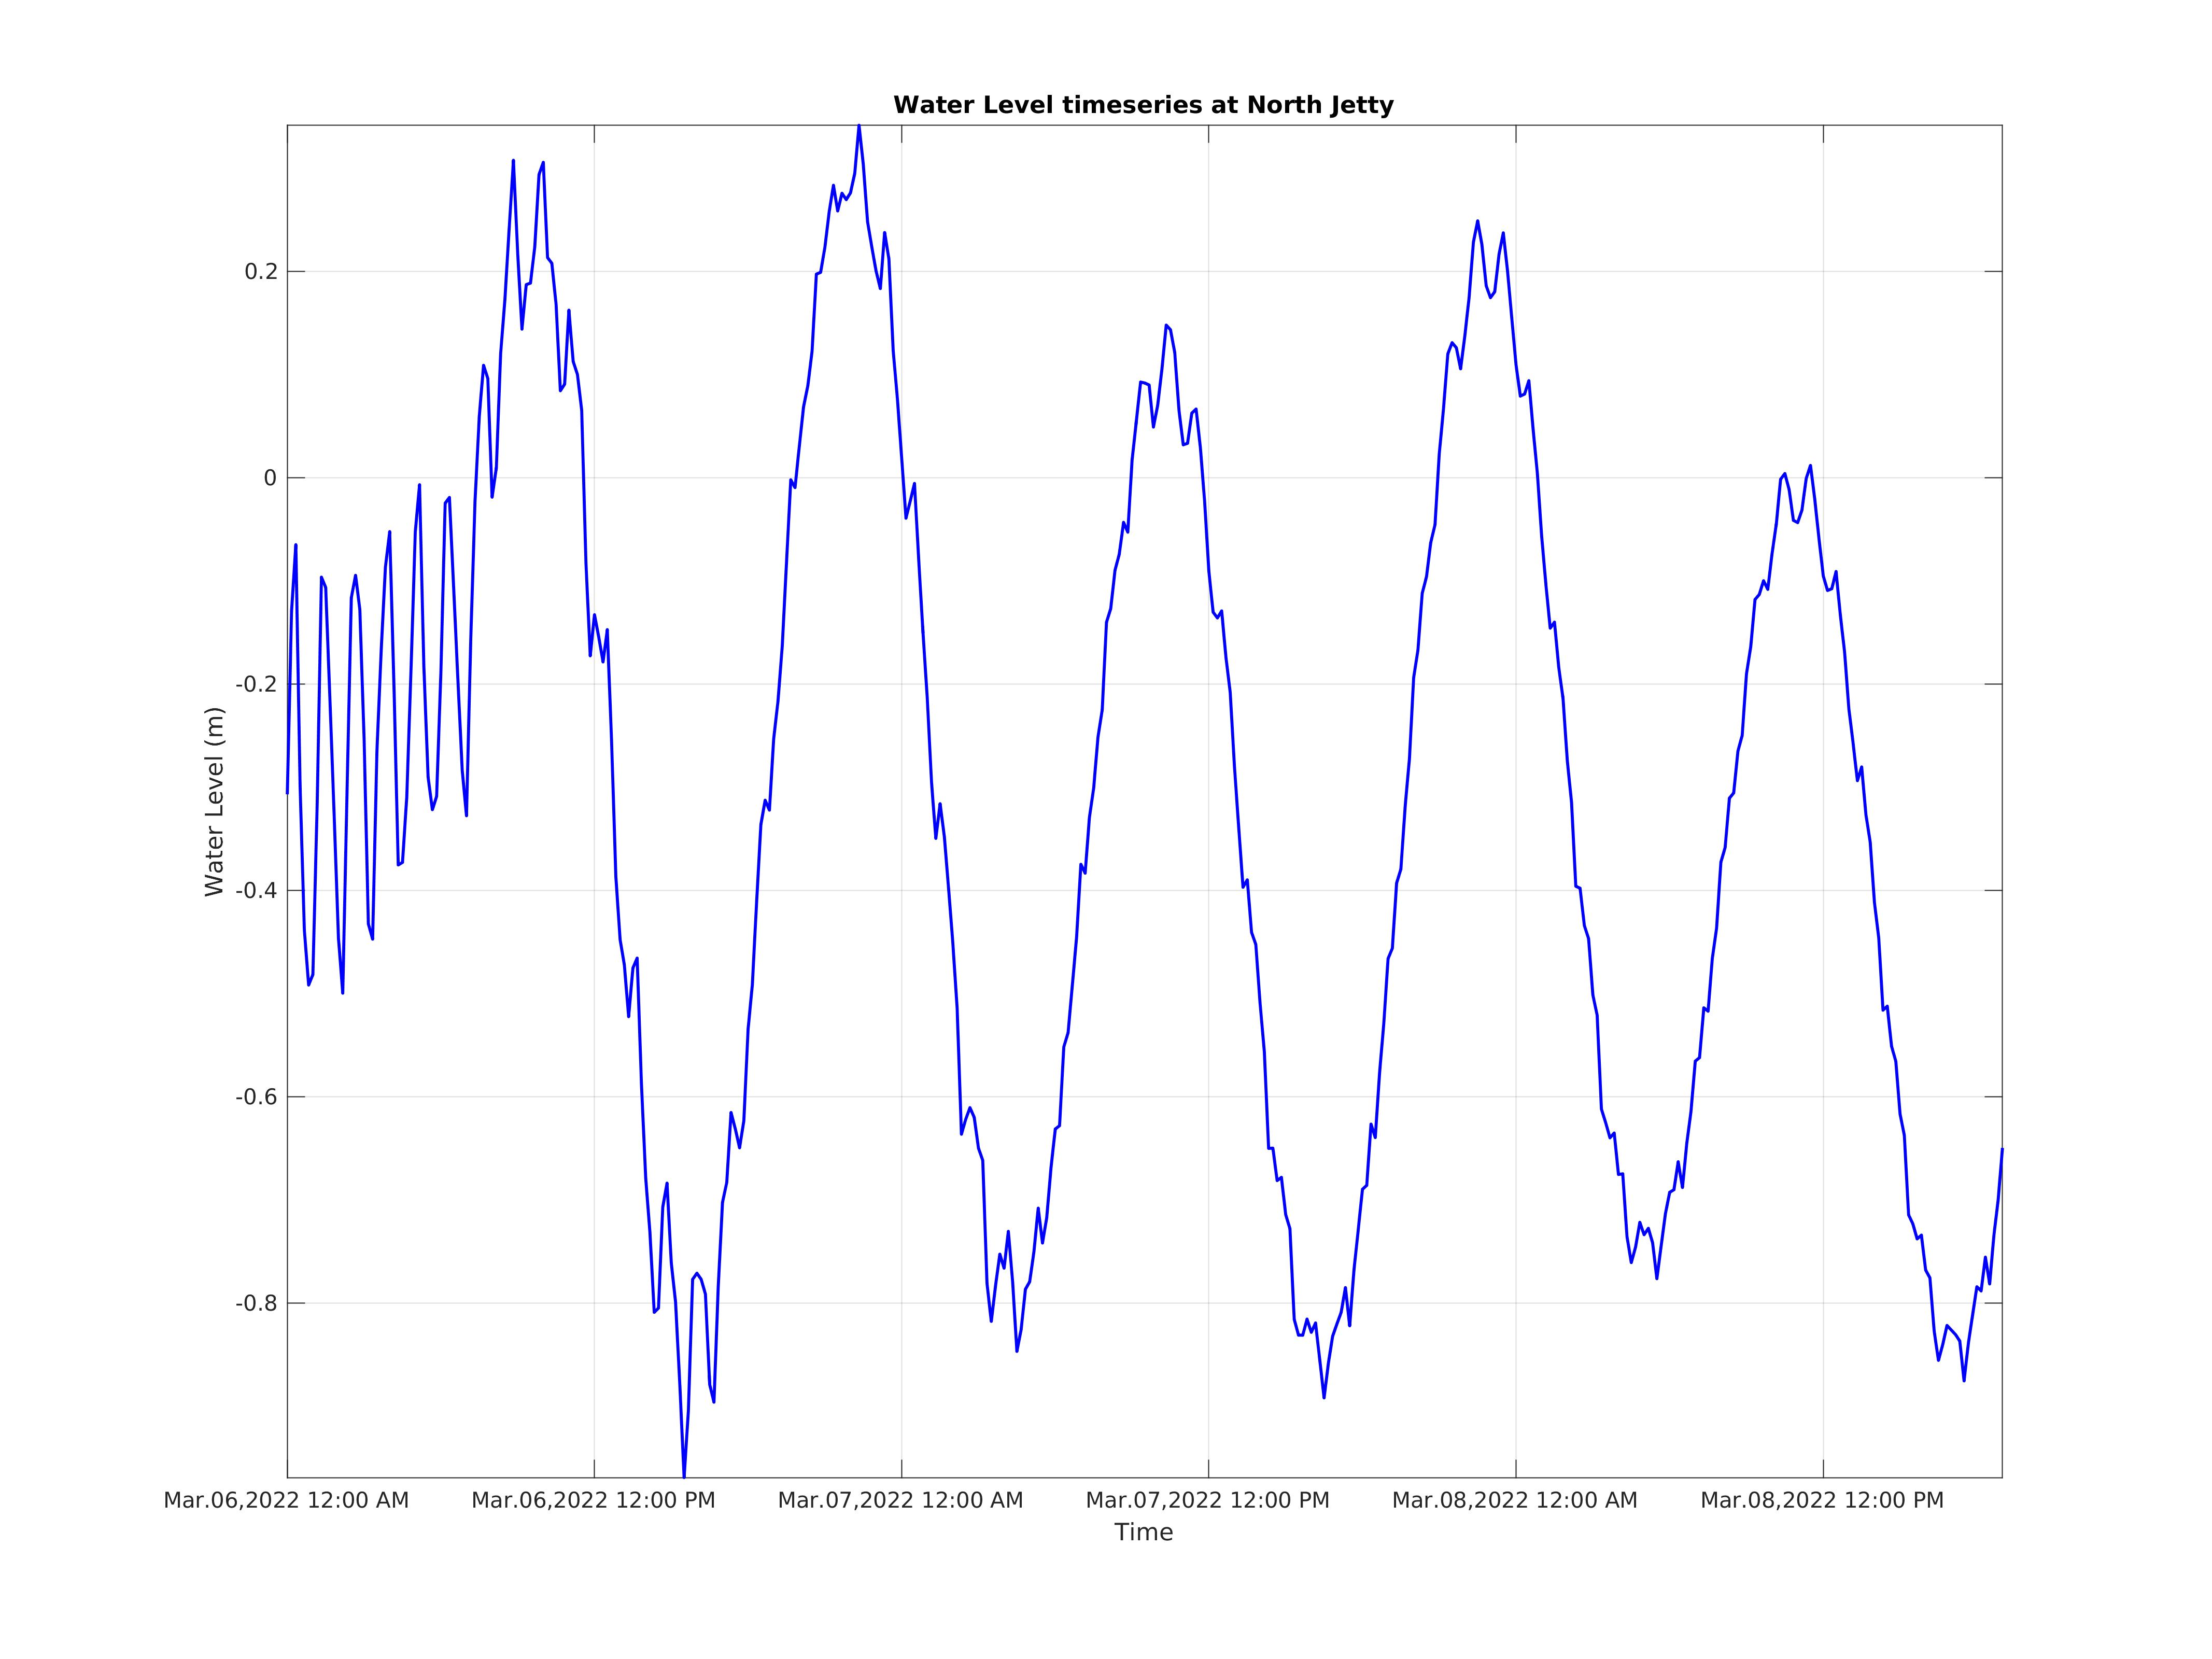 Water Level timeseries at North Jetty
0.2
0
-0.2
-0.4
-0.6
-0.8
Water Level (m)
Mar.06,2022 12:00 AM
Mar.06,2022 12:00 PM
Mar.07,2022 12:00 AM
Mar.07,2022 12:00 PM
Mar.08,2022 12:00 AM
Mar.08,2022 12:00 PM
Time